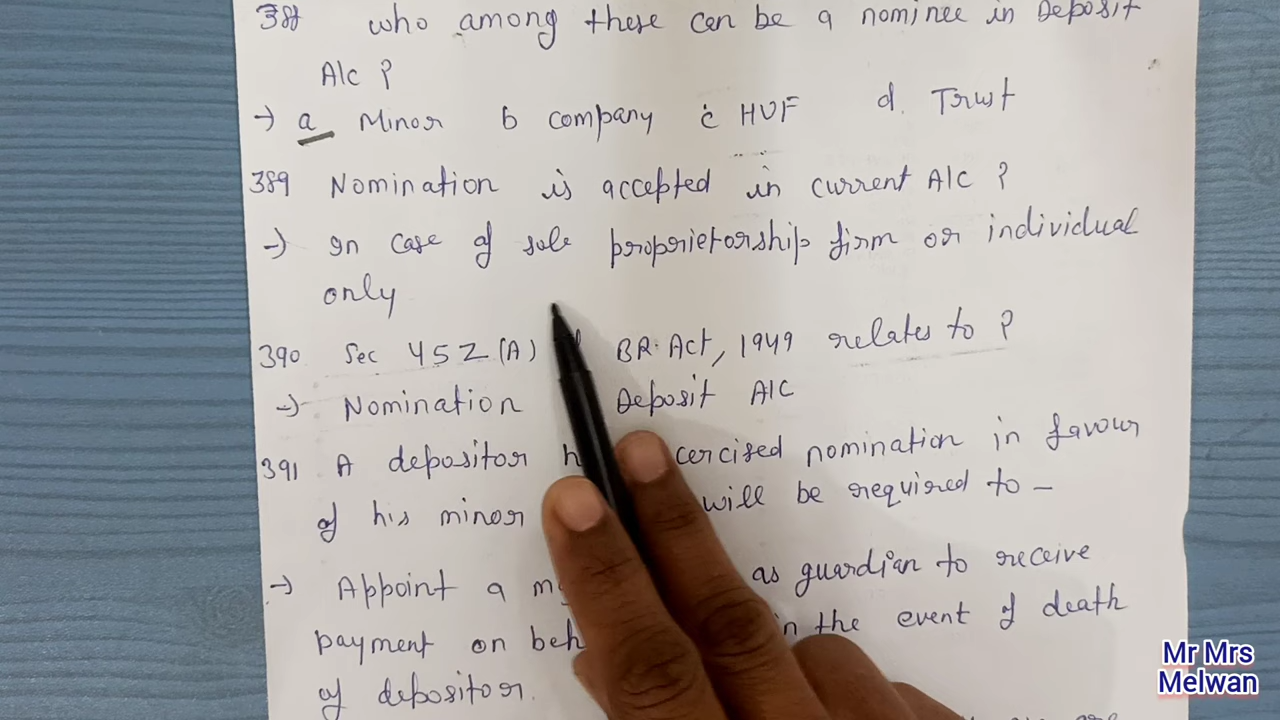 388 who among these can be a nominee in Deposit
A/c ?
→ a Minor b company c HUF d. Trust
389 Nomination is accepted in current A/c ?
→ In case of sole proprietorship firm or individual
only
390 Sec 45Z(A) BR. Act, 1949 relates to ?
→ Nomination Deposit A/c
391 A depositor nomination in favour
of his minor will be required to -
→ Appoint a as guardian to receive
payment on in the event of death
of depositor.
Mr Mrs
Melwan